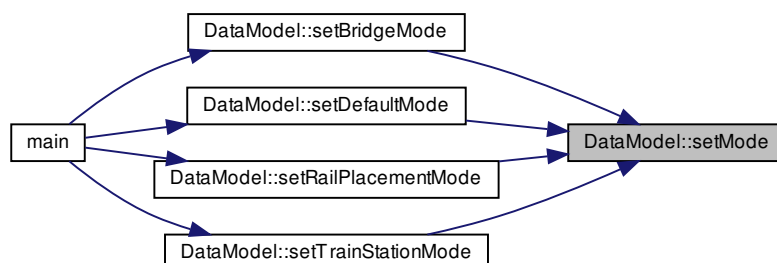 DataModel::setBridgeMode
DataModel::setDefaultMode
main
DataModel::setMode
DataModel::setRailPlacementMode
DataModel::setTrainStationMode